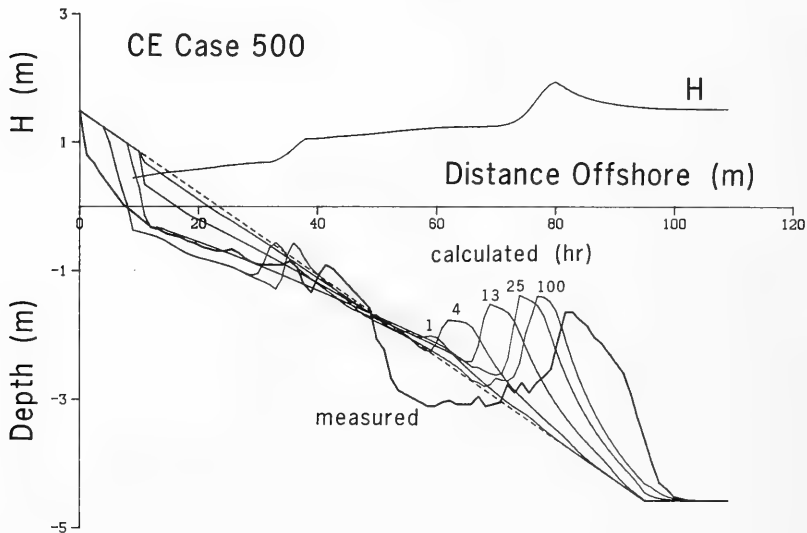 3
CE Case 500
H (m)
H
1
Distance Offshore (m)
0 20 40 60 80 100 120
calculated (hr)
-1
1 4 13 25 100
Depth (m)
-3
measured
-5